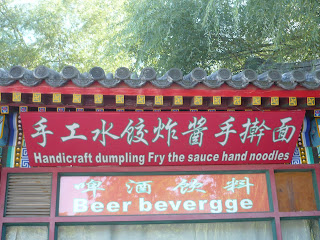 手工水饺炸酱手擀面
Handicraft dumpling Fry the sauce hand noodles
啤酒饮料
Beer bevergge